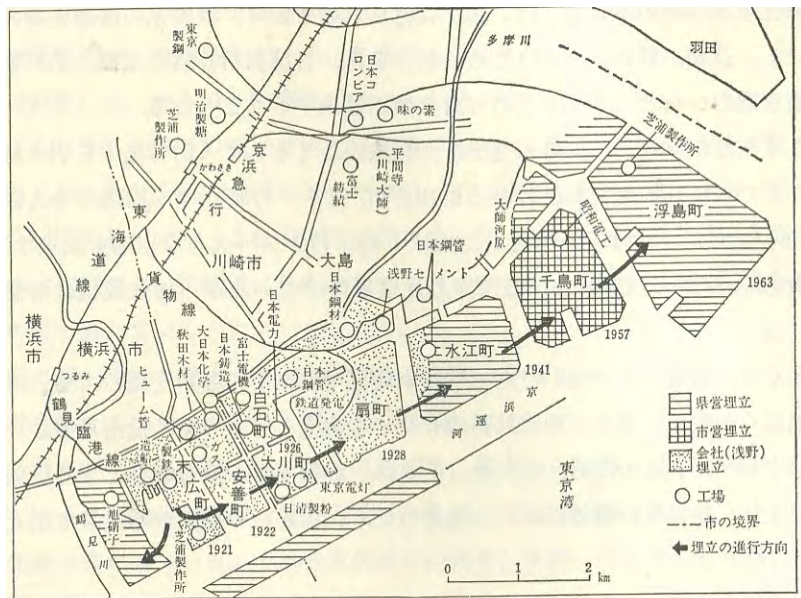 東京製鋼
明治製糖
芝浦製作所
かわさき
京浜急行
日本コロンビア
味の素
富士紡績
平間寺(川崎大師)
多摩川
羽田
芝浦製作所
大師河原
昭和電工
浮島町
1963
千鳥町
1957
日本鋼管
浅野セメント
水江町
1941
東海道線
貨物線
川崎市
大島
日本鋼材
日本電力
富士電機
日本鋳造
大日本化学
秋田木材
ヒューム管
横浜市
横浜市
つるみ
鶴見臨港線
造船
製鉄
ガス
白石町
日本鋼管
鉄道発電
扇町
1928
1926
大川町
東京電灯
日清製粉
安善町
1922
末広町
1921
芝浦製作所
旭硝子
鶴見川
京浜運河
東京湾
県営埋立
市営埋立
会社(浅野)埋立
工場
市の境界
埋立の進行方向
0 1 2
km